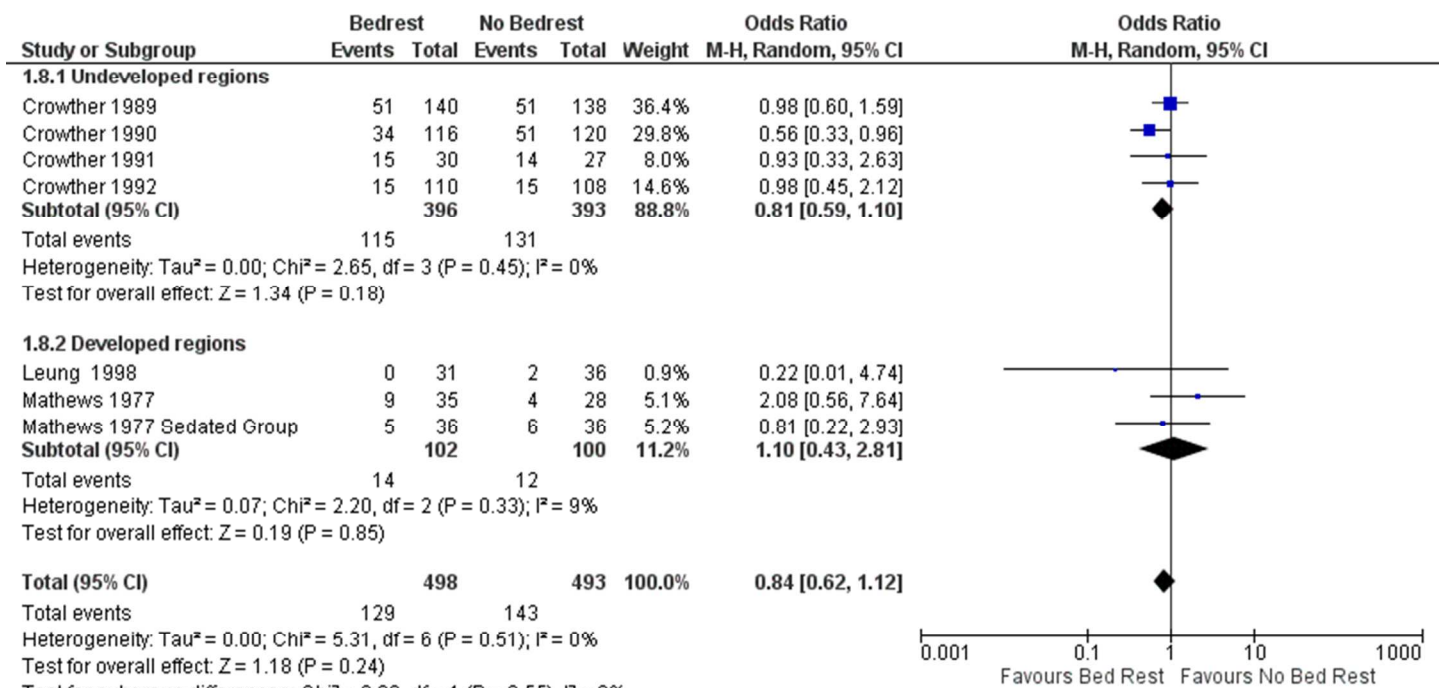 Bedrest No Bedrest Odds Ratio Odds Ratio
Study or Subgroup Events Total Events Total Weight M-H, Random, 95% CI M-H, Random, 95% CI
1.8.1 Undeveloped regions
Crowther 1989 51 140 51 138 36.4% 0.98 [0.60, 1.59]
Crowther 1990 34 116 51 120 29.8% 0.56 [0.33, 0.96]
Crowther 1991 15 30 14 27 8.0% 0.93 [0.33, 2.63]
Crowther 1992 15 110 15 108 14.6% 0.98 [0.45, 2.12]
Subtotal (95% CI) 396 393 88.8% 0.81 [0.59, 1.10]
Total events 115 131
Heterogeneity: Tau² = 0.00; Chi² = 2.65, df = 3 (P = 0.45); I² = 0%
Test for overall effect: Z = 1.34 (P = 0.18)
1.8.2 Developed regions
Leung 1998 0 31 2 36 0.9% 0.22 [0.01, 4.74]
Mathews 1977 9 35 4 28 5.1% 2.08 [0.56, 7.64]
Mathews 1977 Sedated Group 5 36 6 36 5.2% 0.81 [0.22, 2.93]
Subtotal (95% CI) 102 100 11.2% 1.10 [0.43, 2.81]
Total events 14 12
Heterogeneity: Tau² = 0.07; Chi² = 2.20, df = 2 (P = 0.33); I² = 9%
Test for overall effect: Z = 0.19 (P = 0.85)
Total (95% CI) 498 493 100.0% 0.84 [0.62, 1.12]
Total events 129 143
Heterogeneity: Tau² = 0.00; Chi² = 5.31, df = 6 (P = 0.51); I² = 0%
Test for overall effect: Z = 1.18 (P = 0.24)
0.001 0.1 1 10 1000
Favours Bed Rest Favours No Bed Rest